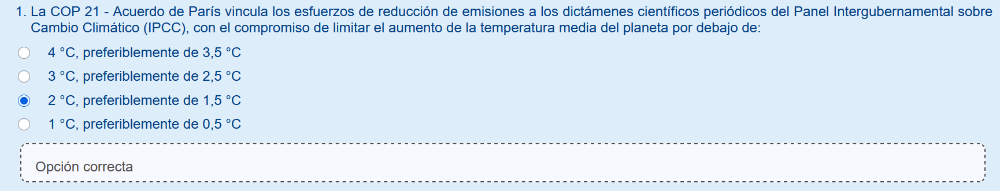 1. La COP 21 - Acuerdo de París vincula los esfuerzos de reducción de emisiones a los dictámenes científicos periódicos del Panel Intergubernamental sobre
Cambio Climático (IPCC), con el compromiso de limitar el aumento de la temperatura media del planeta por debajo de:
4 °C, preferiblemente de 3,5 °C
3 °C, preferiblemente de 2,5 °C
2 °C, preferiblemente de 1,5 °C
1 °C, preferiblemente de 0,5 °C
Opción correcta